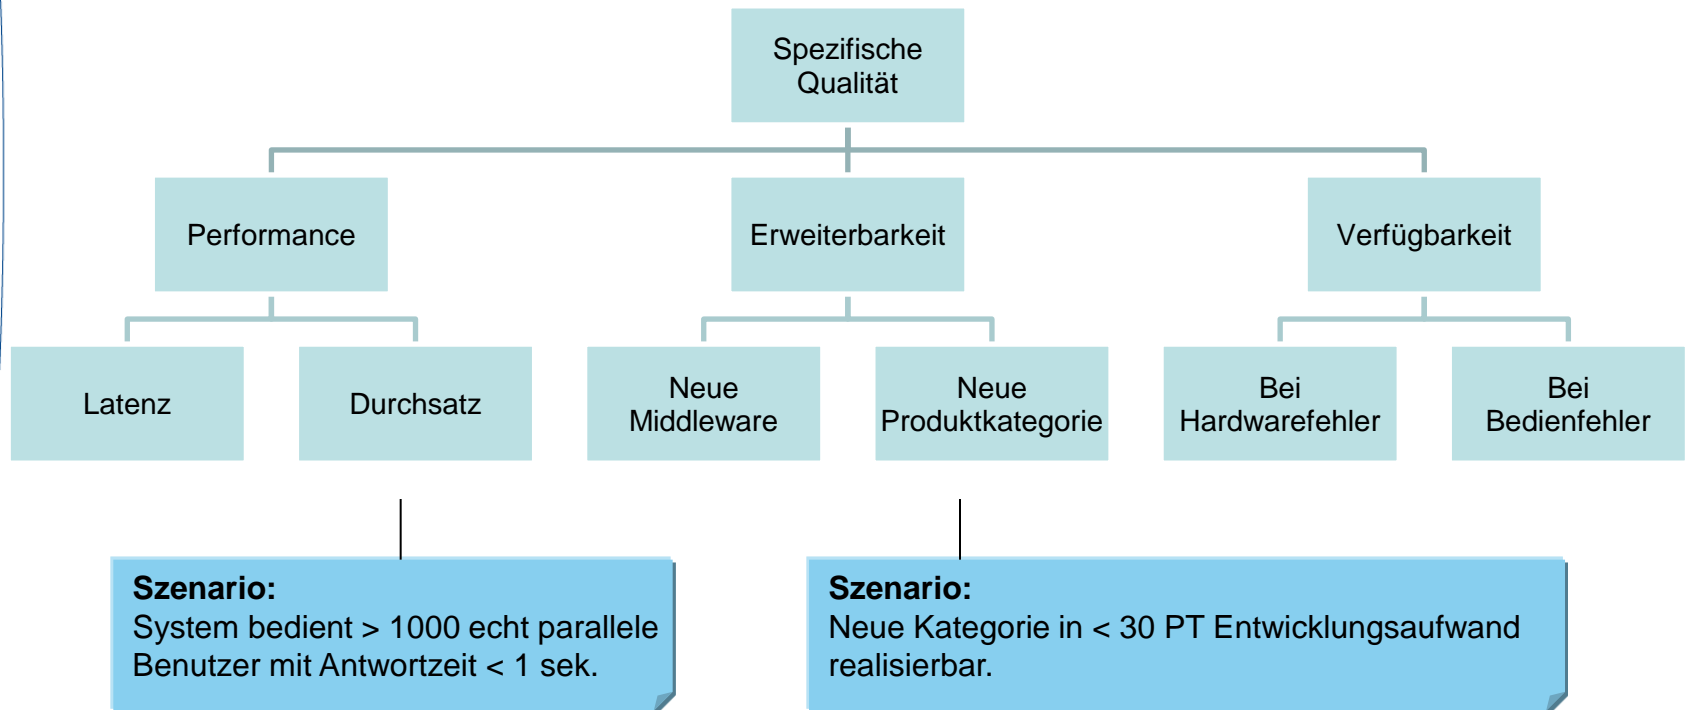 Spezifische
Qualität
Performance
Erweiterbarkeit
Verfügbarkeit
Latenz
Durchsatz
Neue
Middleware
Neue
Produktkategorie
Bei
Hardwarefehler
Bei
Bedienfehler
Szenario:
System bedient > 1000 echt parallele
Benutzer mit Antwortzeit < 1 sek.
Szenario:
Neue Kategorie in < 30 PT Entwicklungsaufwand
realisierbar.